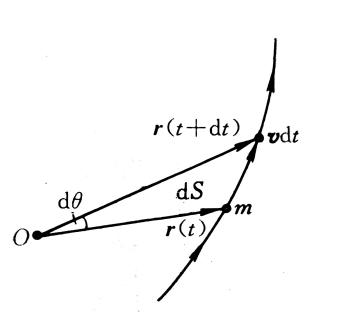 r(t+dt)
vdt
dθ
dS
m
O
r(t)